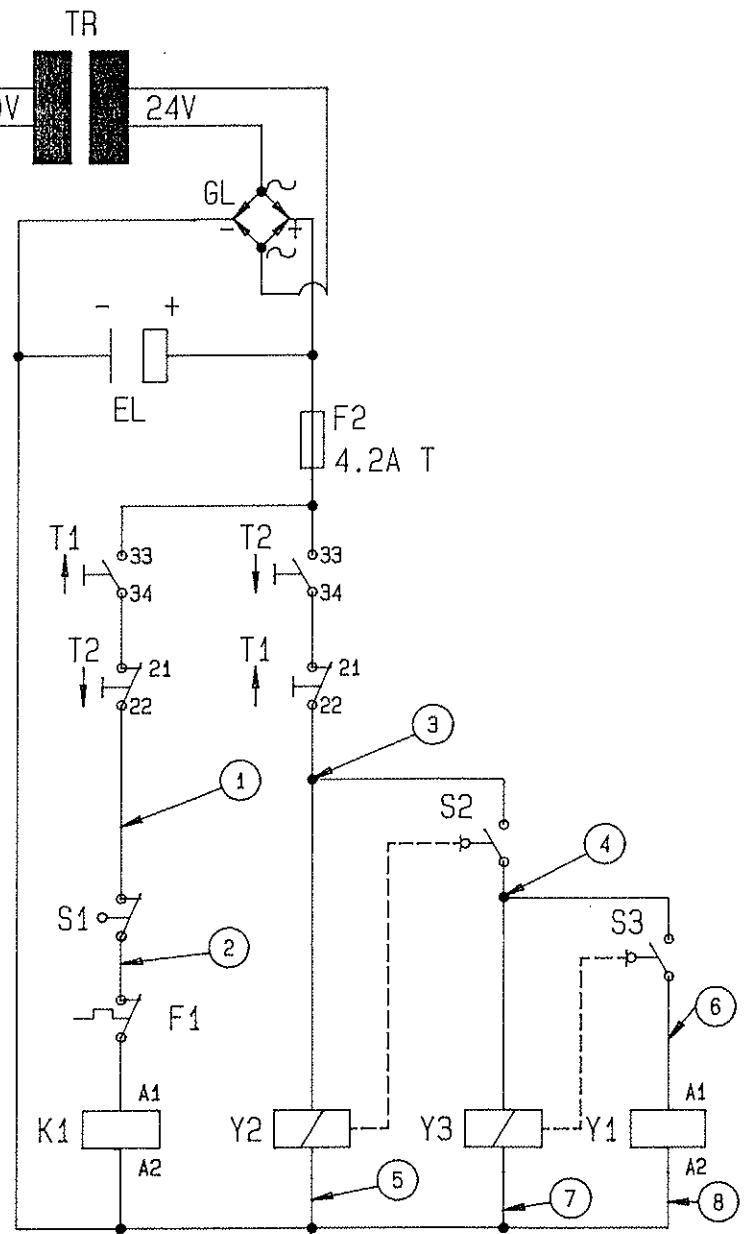 TR
0V 24V
GL
~
- +
~
- +
EL
F2
4.2A T
T1 33
34
T2 33
34
T2 21
22
T1 21
22
3
1
S2
4
S1
2
S3
F1
6
A1
K1
A2
Y2
Y3
Y1
A1
A2
5
7
8